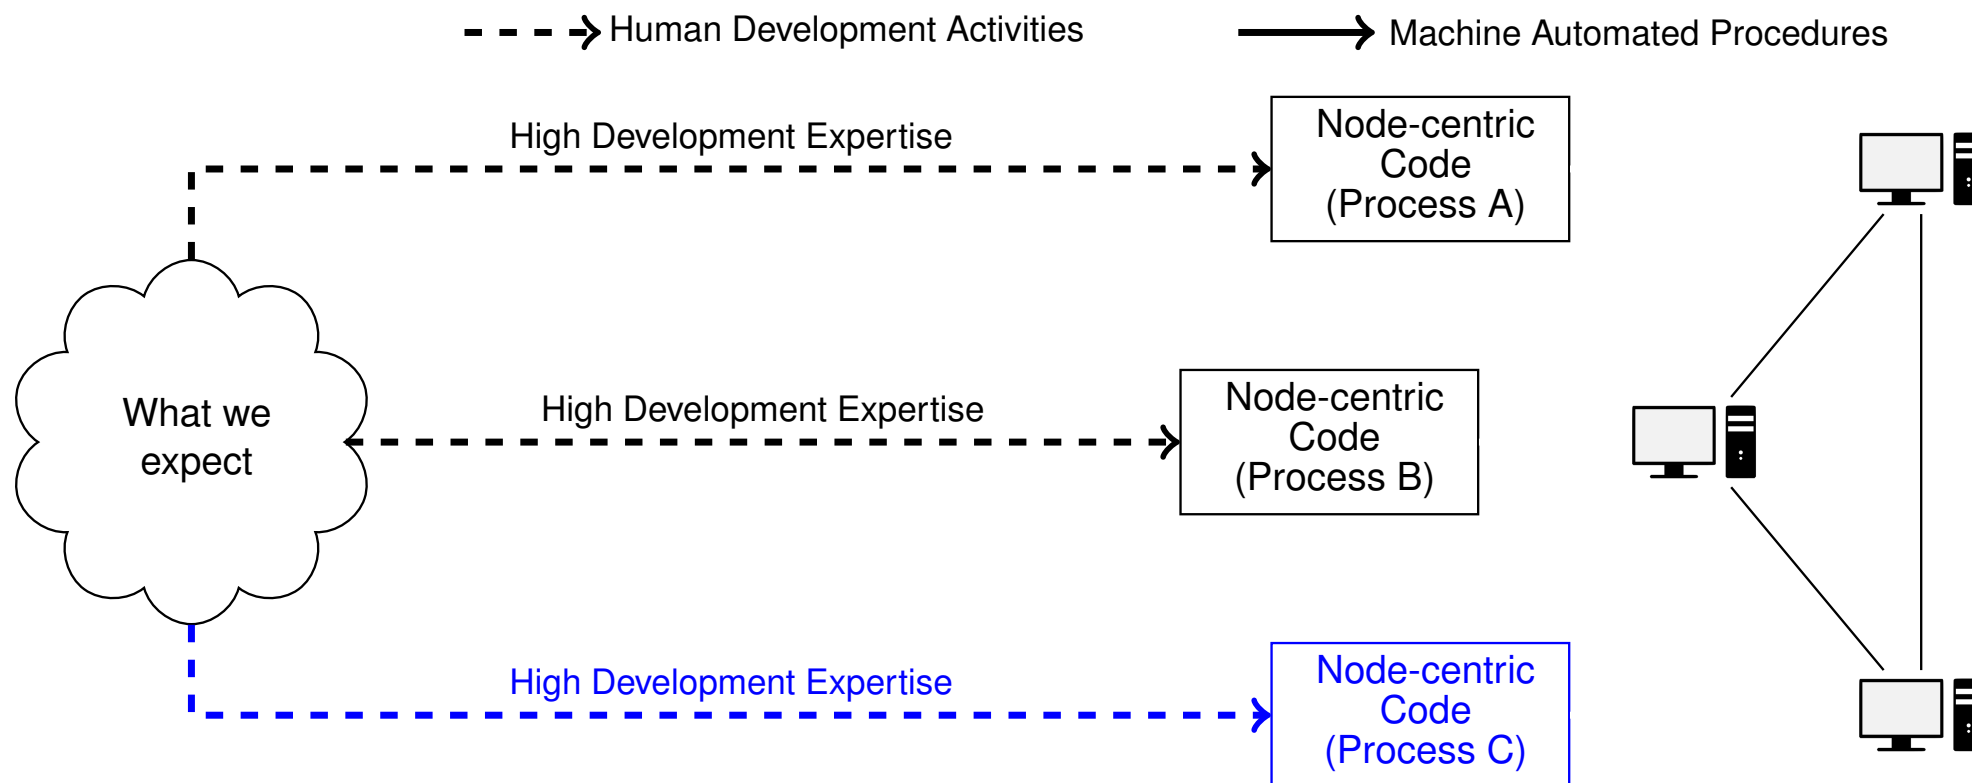 Human Development Activities
Machine Automated Procedures
High Development Expertise
Node-centric
Code
(Process A)
What we
expect
High Development Expertise
Node-centric
Code
(Process B)
High Development Expertise
Node-centric
Code
(Process C)